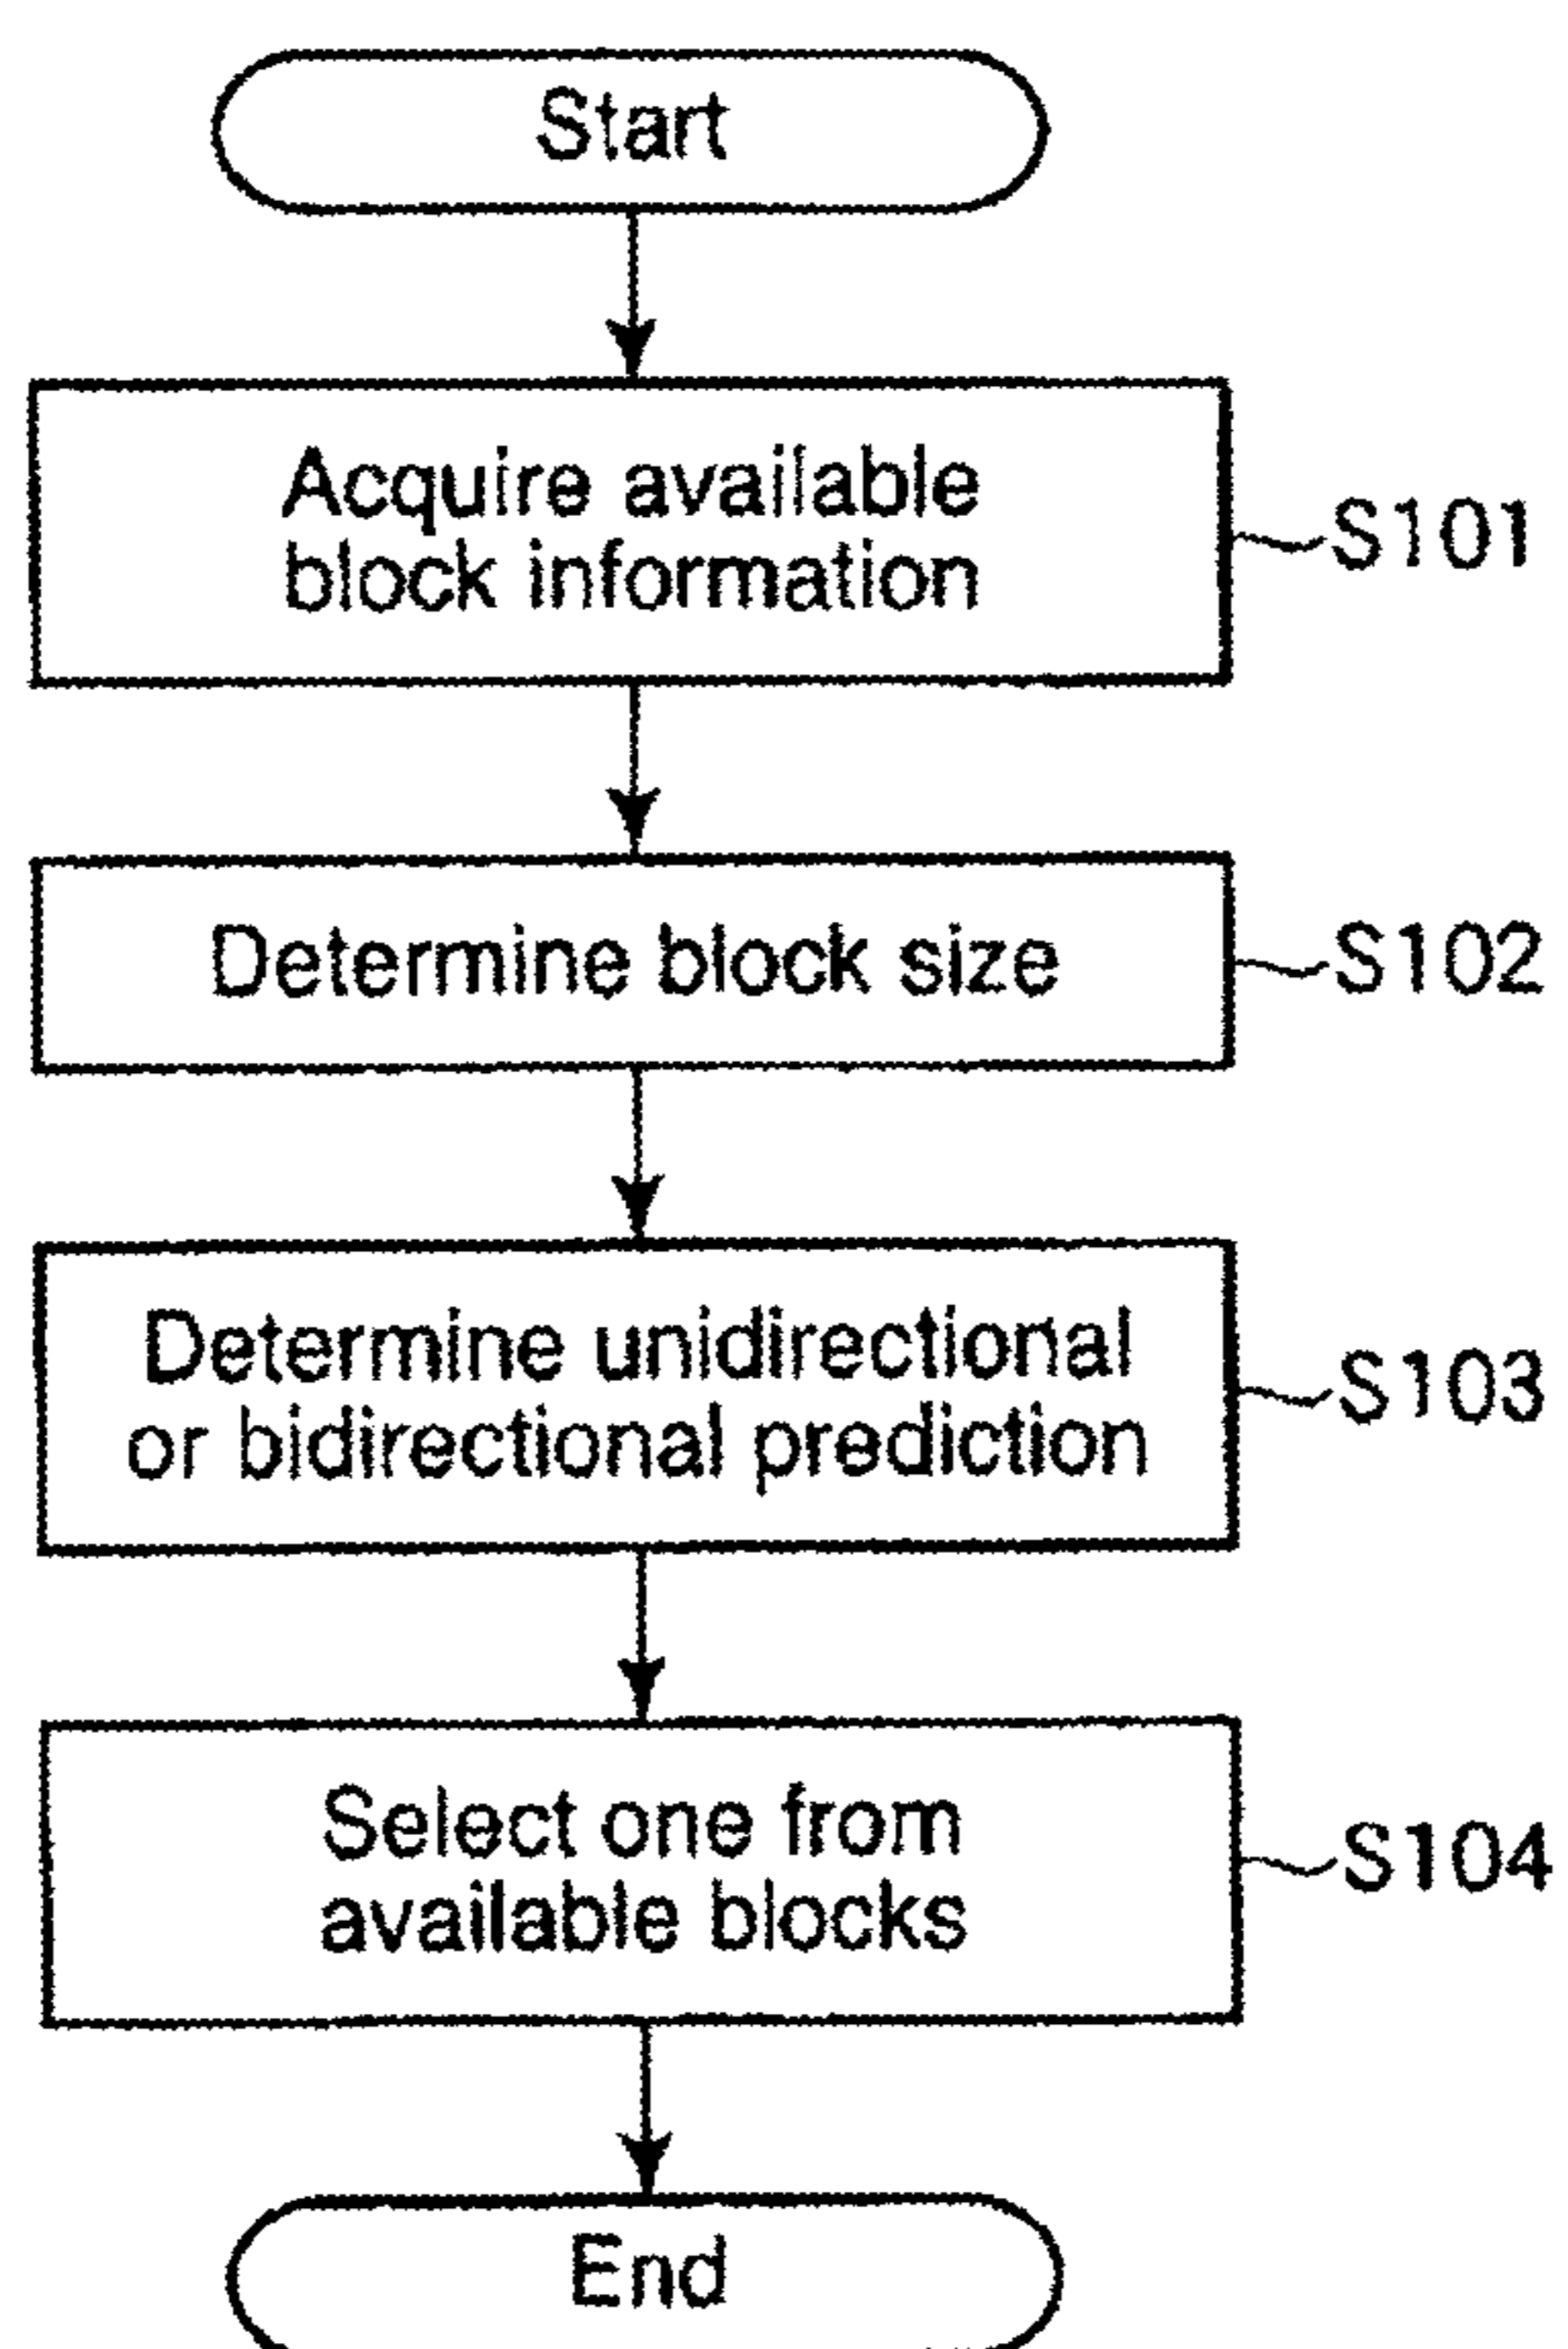 Start
Acquire available
block information
S101
Determine block size
S102
Determine unidirectional
or bidirectional prediction
S103
Select one from
available blocks
S104
End